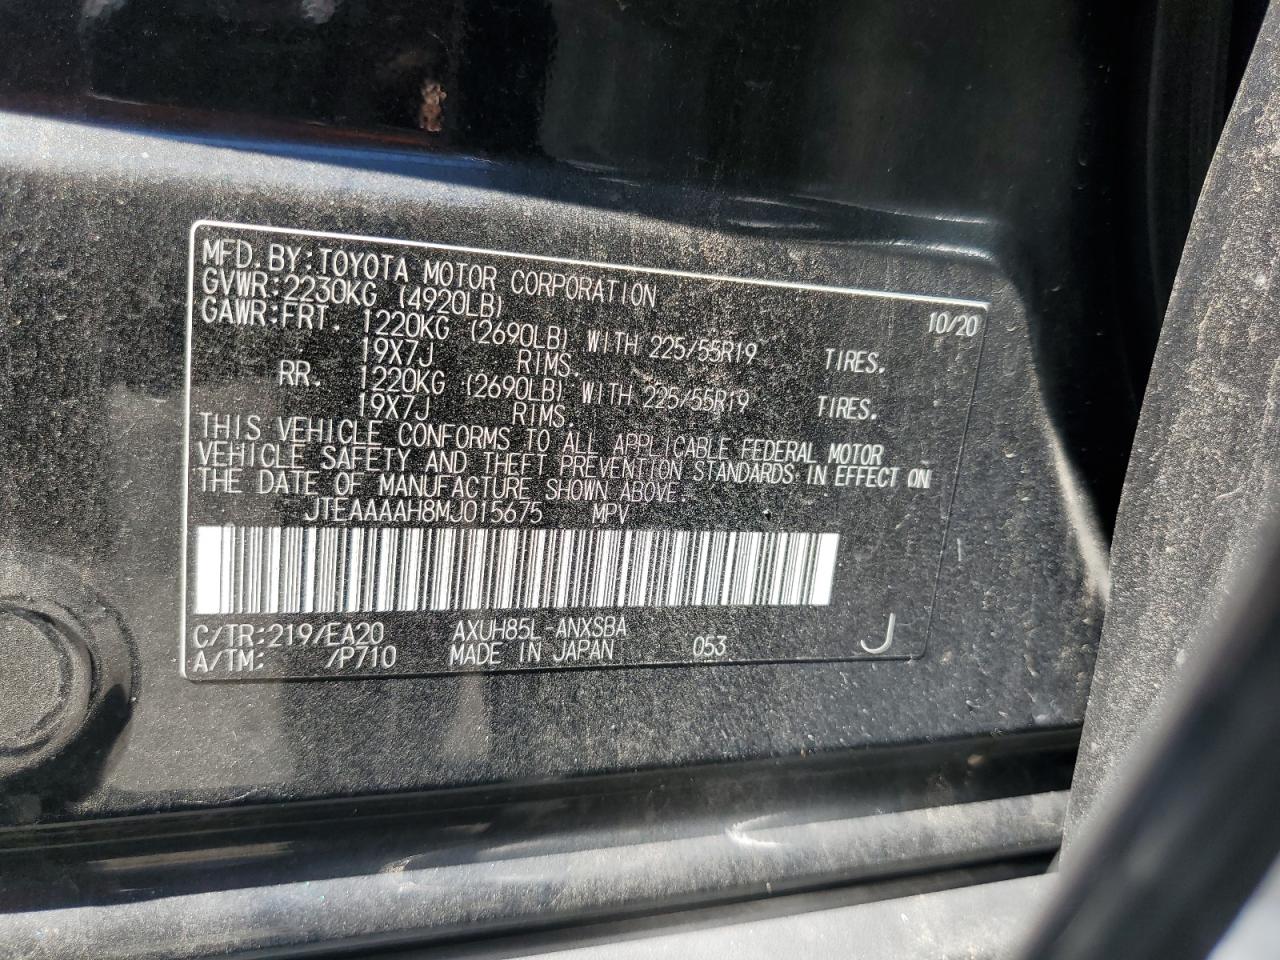 MFD. BY: TOYOTA MOTOR CORPORATION 10/20
GVWR: 2230KG (4920LB)
GAWR: FRT. 1220KG (2690LB) WITH 225/55R19 TIRES.
19X7J RIMS.
RR. 1220KG (2690LB) WITH 225/55R19 TIRES.
19X7J RIMS.
THIS VEHICLE CONFORMS TO ALL APPLICABLE FEDERAL MOTOR
VEHICLE SAFETY AND THEFT PREVENTION STANDARDS IN EFFECT ON
THE DATE OF MANUFACTURE SHOWN ABOVE.
JTEAAAAH8MJ015675 MPV
C/TR: 219/EA20 AXUH85L-ANXSBA
A/TM: /P710 MADE IN JAPAN 053 J